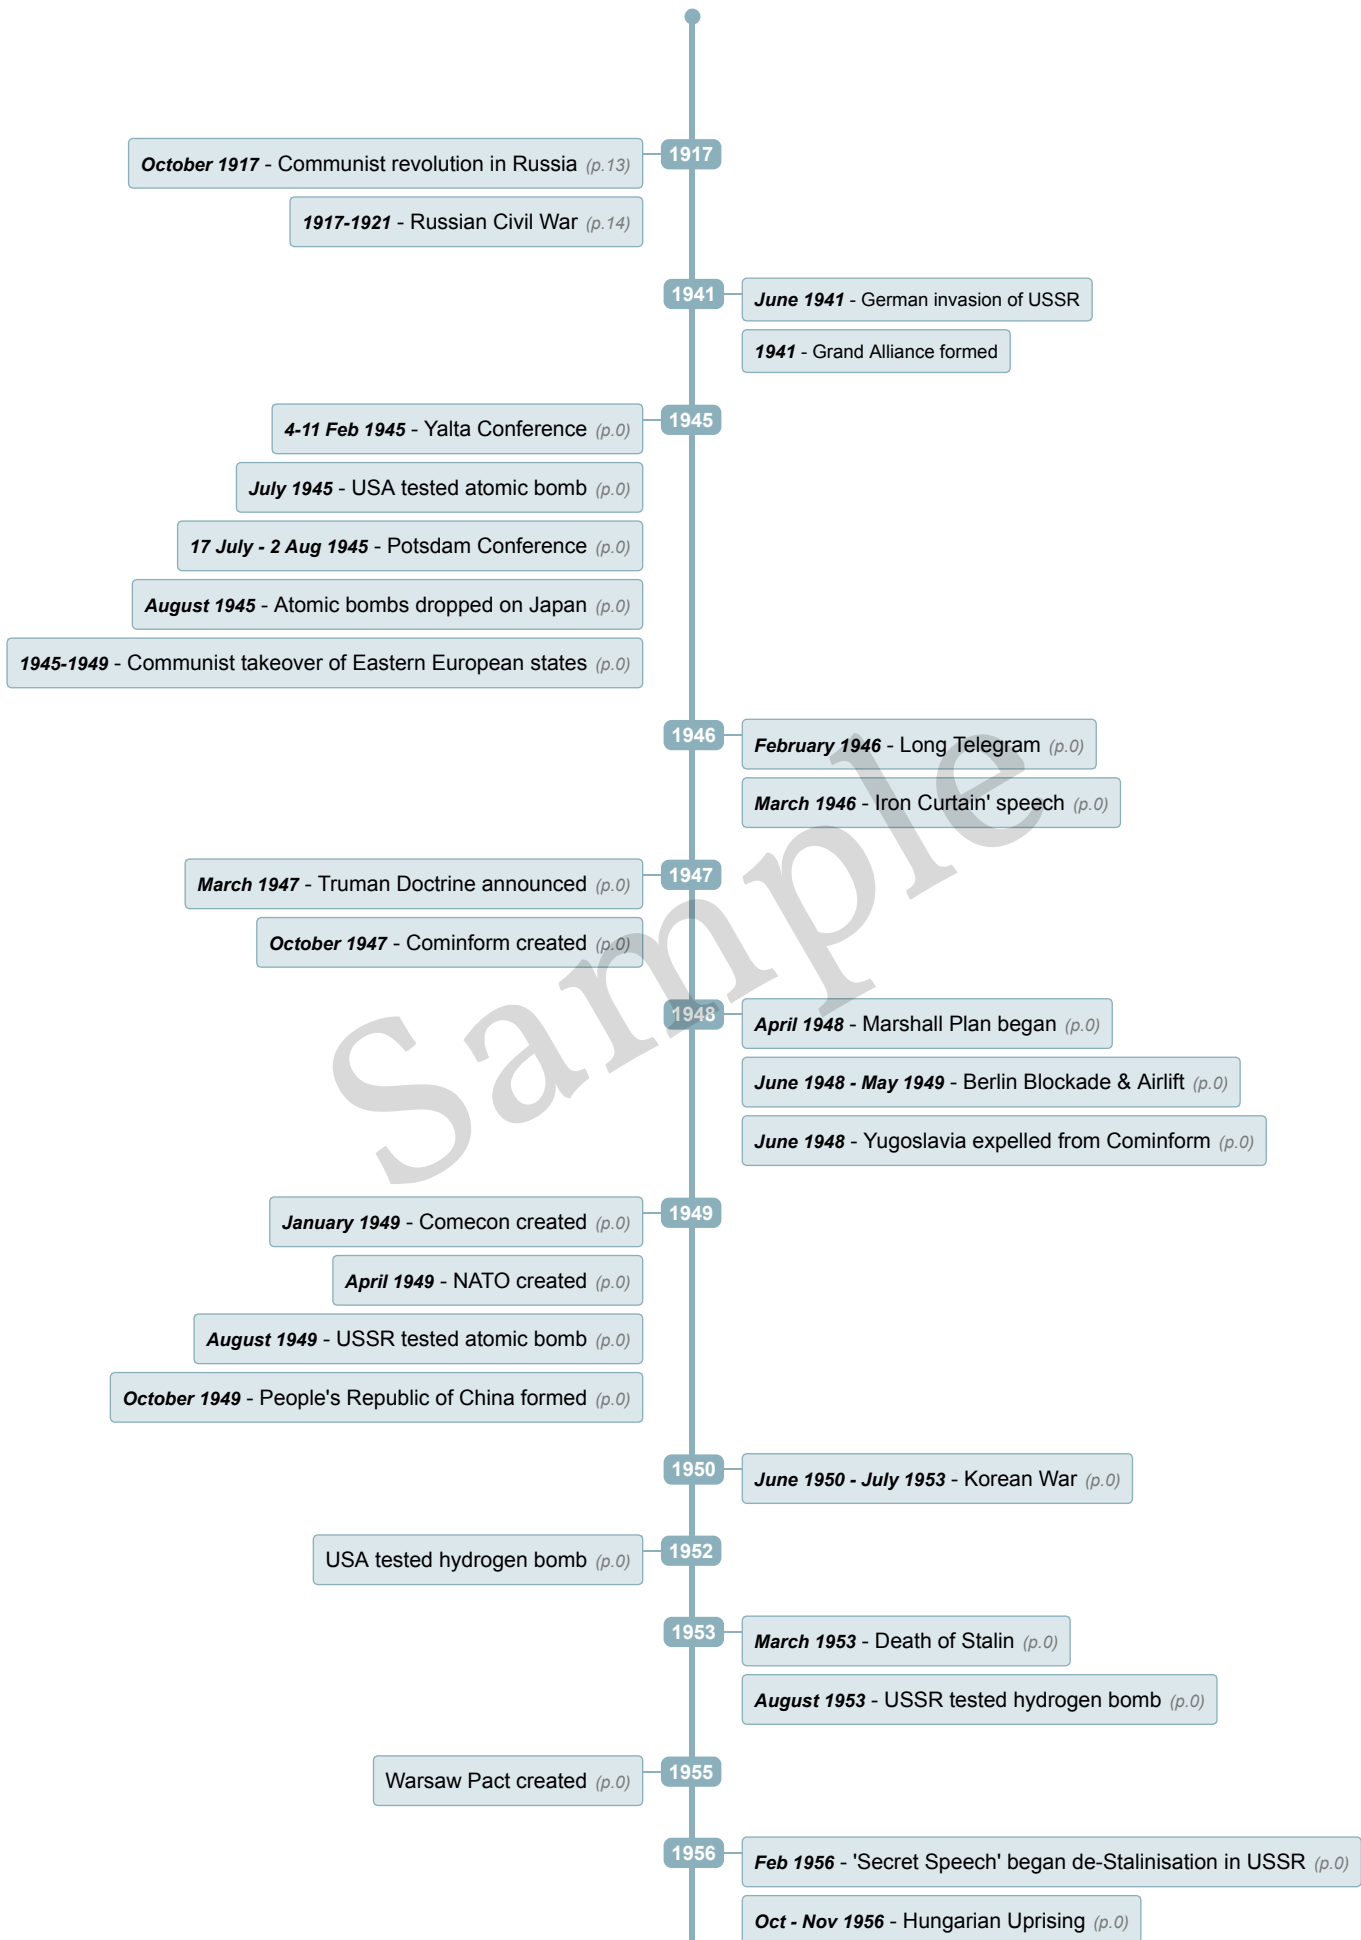 1917
October 1917 - Communist revolution in Russia (p.13)
1917-1921 - Russian Civil War (p.14)
1941
June 1941 - German invasion of USSR
1941 - Grand Alliance formed
1945
4-11 Feb 1945 - Yalta Conference (p.0)
July 1945 - USA tested atomic bomb (p.0)
17 July - 2 Aug 1945 - Potsdam Conference (p.0)
August 1945 - Atomic bombs dropped on Japan (p.0)
1945-1949 - Communist takeover of Eastern European states (p.0)
1946
February 1946 - Long Telegram (p.0)
March 1946 - Iron Curtain' speech (p.0)
1947
March 1947 - Truman Doctrine announced (p.0)
October 1947 - Cominform created (p.0)
Sample
1948
April 1948 - Marshall Plan began (p.0)
June 1948 - May 1949 - Berlin Blockade & Airlift (p.0)
June 1948 - Yugoslavia expelled from Cominform (p.0)
1949
January 1949 - Comecon created (p.0)
April 1949 - NATO created (p.0)
August 1949 - USSR tested atomic bomb (p.0)
October 1949 - People's Republic of China formed (p.0)
1950
June 1950 - July 1953 - Korean War (p.0)
1952
USA tested hydrogen bomb (p.0)
1953
March 1953 - Death of Stalin (p.0)
August 1953 - USSR tested hydrogen bomb (p.0)
1955
Warsaw Pact created (p.0)
1956
Feb 1956 - 'Secret Speech' began de-Stalinisation in USSR (p.0)
Oct - Nov 1956 - Hungarian Uprising (p.0)